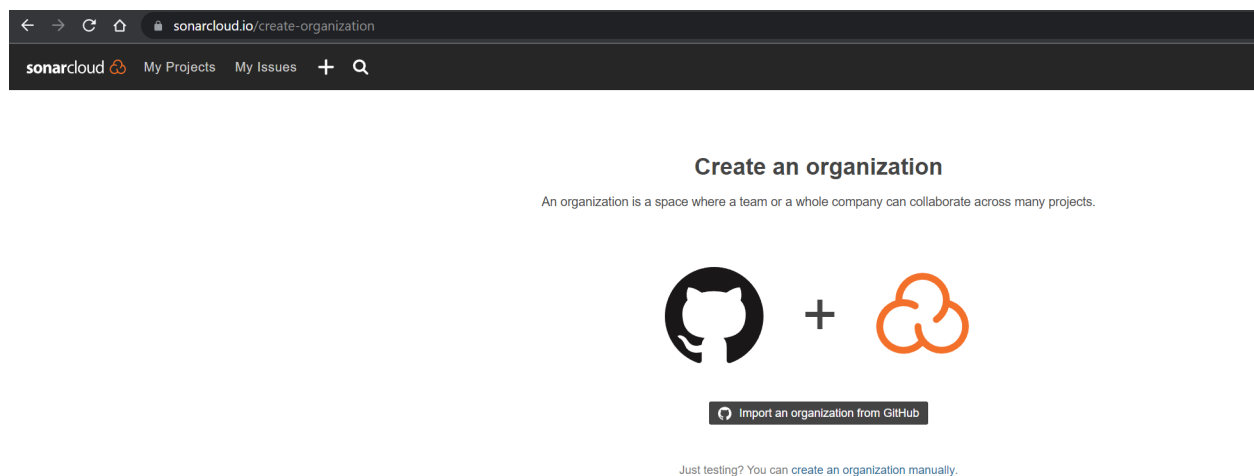 sonarcloud.io/create-organization
sonarcloud My Projects My Issues
Create an organization
An organization is a space where a team or a whole company can collaborate across many projects.
+
Import an organization from GitHub
Just testing? You can create an organization manually.